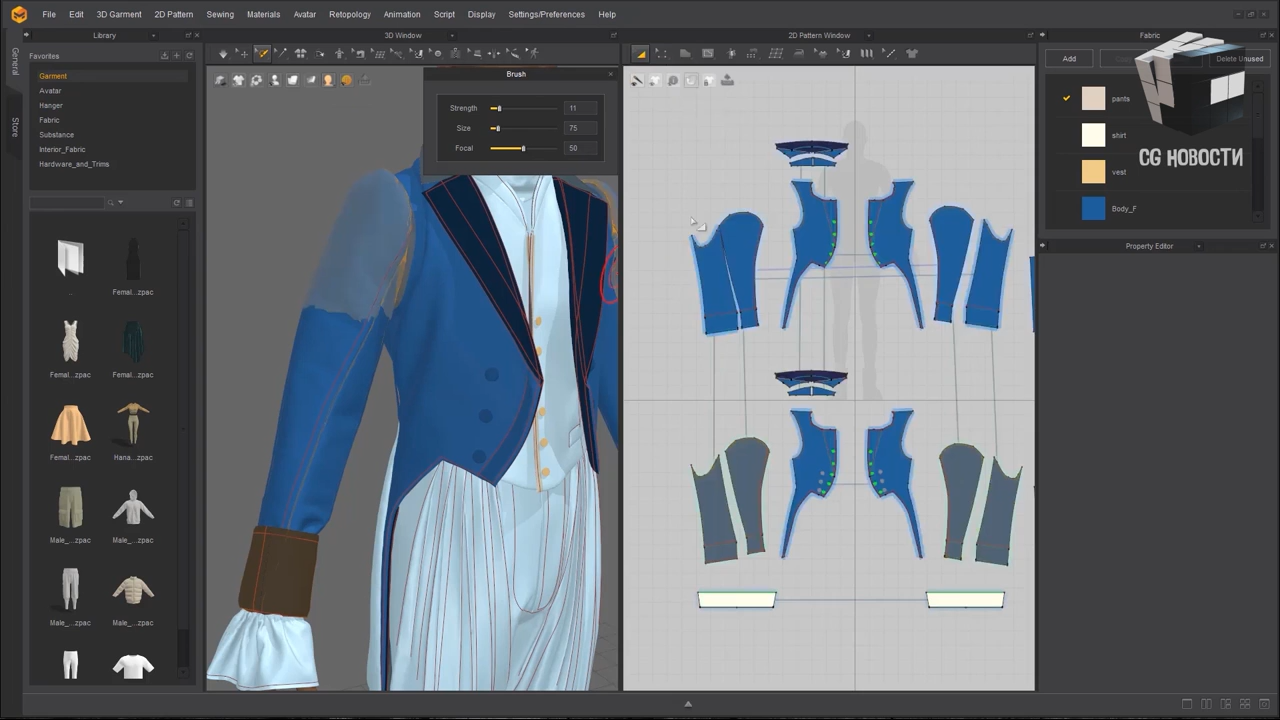 File Edit 3D Garment 2D Pattern Sewing Materials Avatar Retopology Animation Script Display Settings/Preferences Help
General
Store
Library
Favorites
Garment
Avatar
Hanger
Fabric
Substance
Interior_Fabric
Hardware_and_Trims
..
Femal...zpac
Femal...zpac
Femal...zpac
Femal...zpac
Hana...zpac
Male_...zpac
Male_...zpac
Male_...zpac
Male_...zpac
3D Window
Brush
Strength 11
Size 75
Focal 50
2D Pattern Window
Fabric
Add
Delete Unused
pants
shirt
vest
Body_F
CG НОВОСТИ
Property Editor